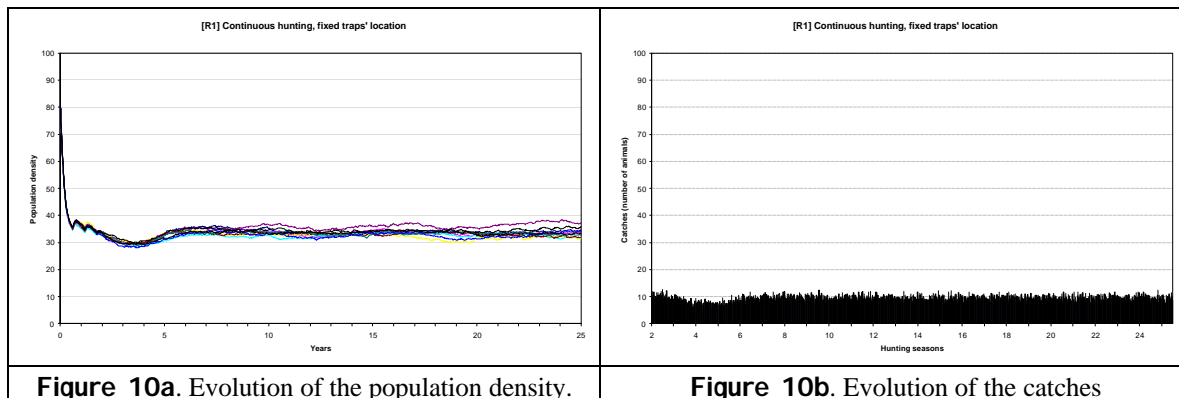 [R1] Continuous hunting, fixed traps' location
100
90
80
70
60
50
40
30
20
10
0
Population density
0 5 10 15 20 25
Years
Figure 10a. Evolution of the population density.
[R1] Continuous hunting, fixed traps' location
100
90
80
70
60
50
40
30
20
10
0
Catches (number of animals)
2 4 6 8 10 12 14 16 18 20 22 24
Hunting seasons
Figure 10b. Evolution of the catches